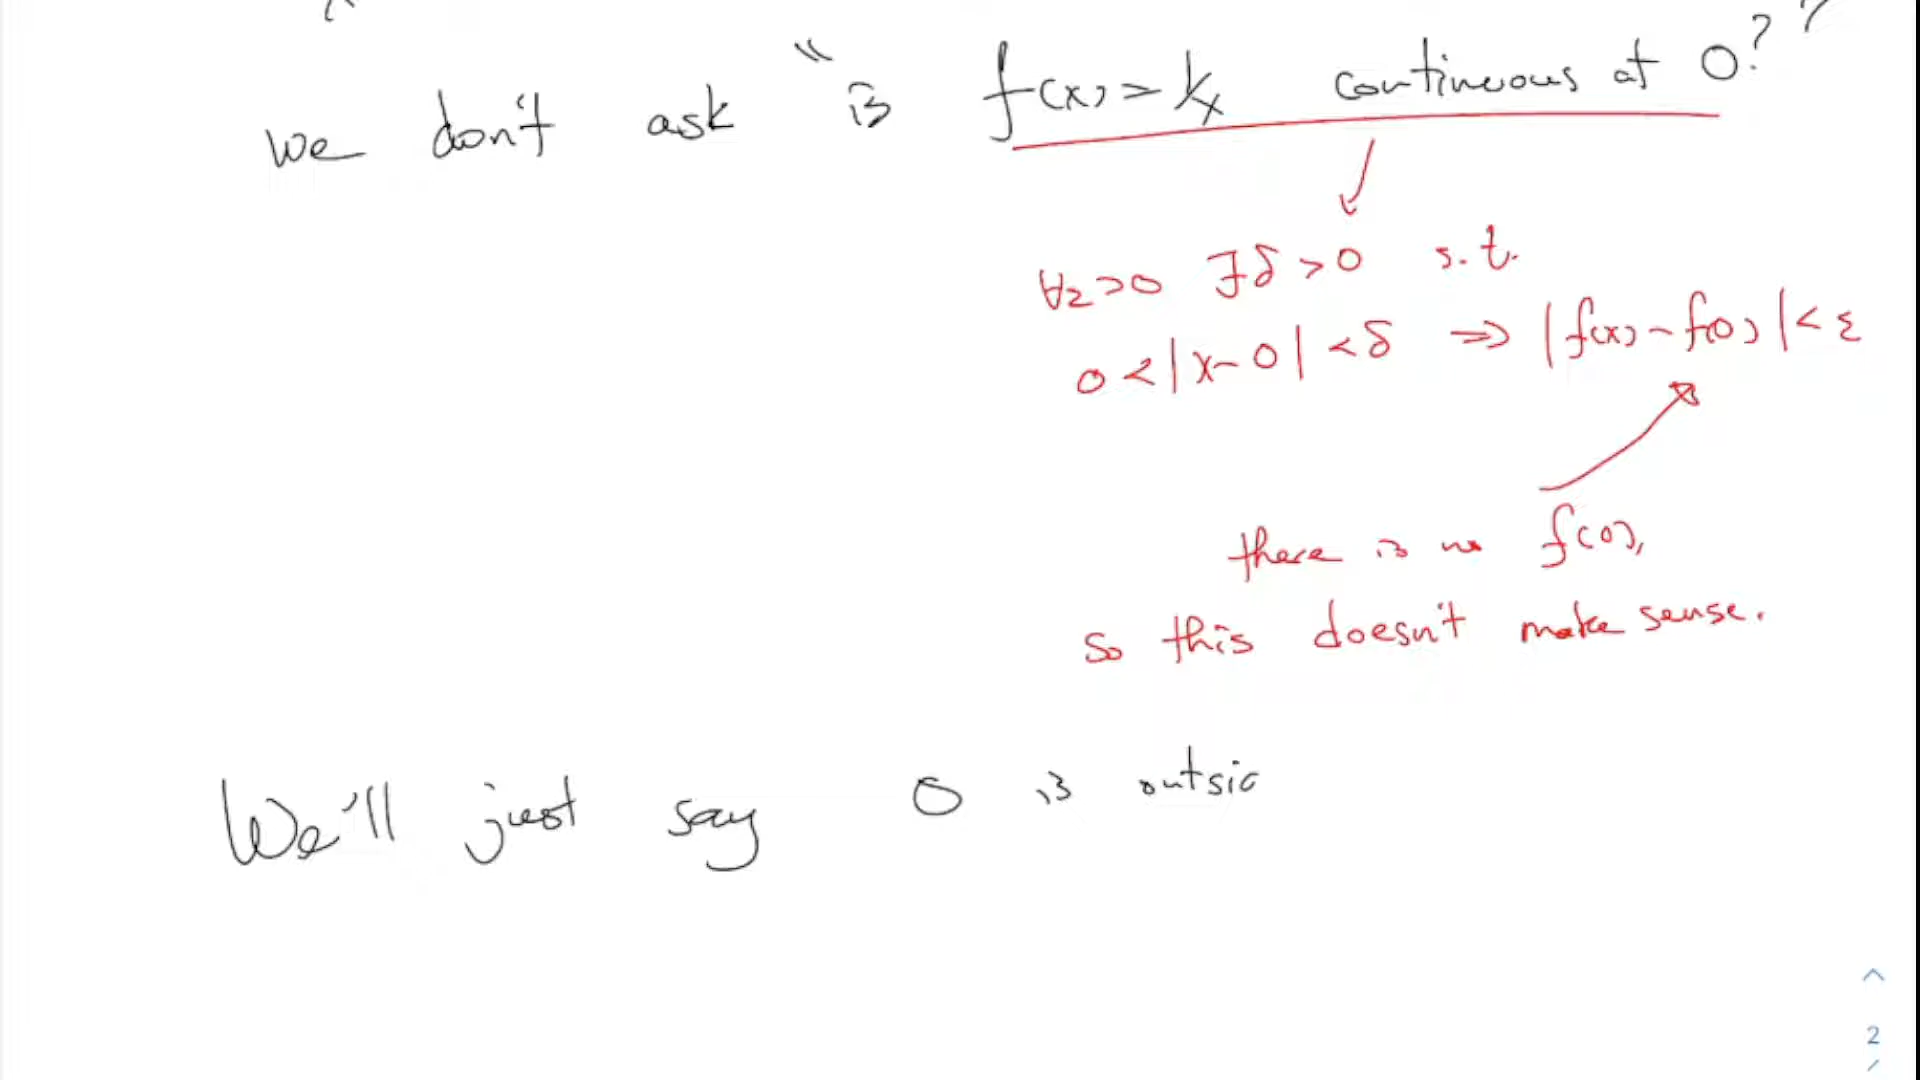 we don't ask "is f(x) = 1/x continuous at 0?"
∀ε>0 ∃δ>0 s.t.
0<|x-0|<δ ⇒ |f(x)-f(0)|<ε
there is no f(0),
so this doesn't make sense.
We'll just say 0 is outsid
2